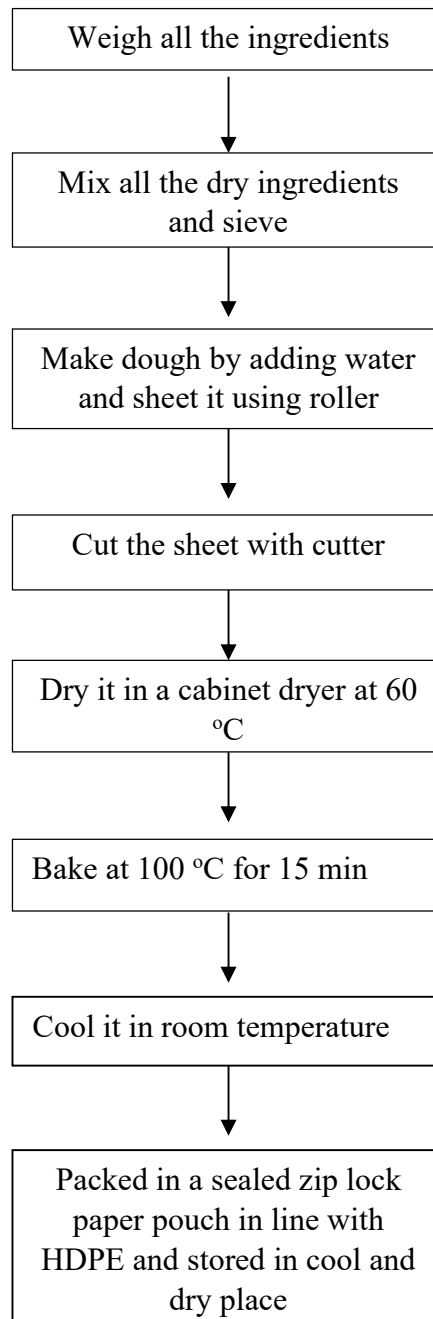 Weigh all the ingredients
Mix all the dry ingredients
and sieve
Make dough by adding water
and sheet it using roller
Cut the sheet with cutter
Dry it in a cabinet dryer at 60
ºC
Bake at 100 ºC for 15 min
Cool it in room temperature
Packed in a sealed zip lock
paper pouch in line with
HDPE and stored in cool and
dry place